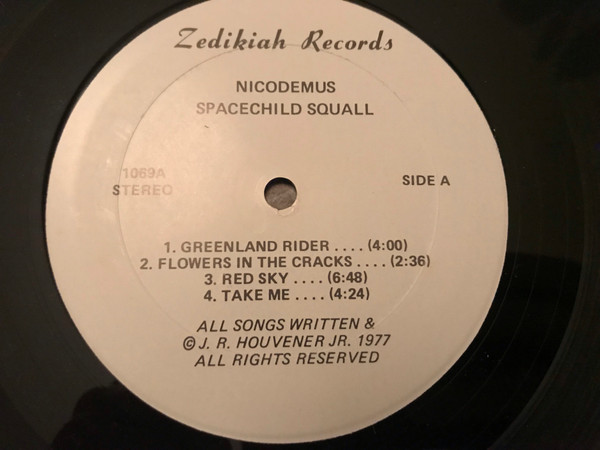 Zedikiah Records
NICODEMUS
SPACECHILD SQUALL
1069A
STEREO
SIDE A
1. GREENLAND RIDER .... (4:00)
2. FLOWERS IN THE CRACKS .... (2:36)
3. RED SKY .... (6:48)
4. TAKE ME .... (4:24)
ALL SONGS WRITTEN &
© J. R. HOUVENER JR. 1977
ALL RIGHTS RESERVED